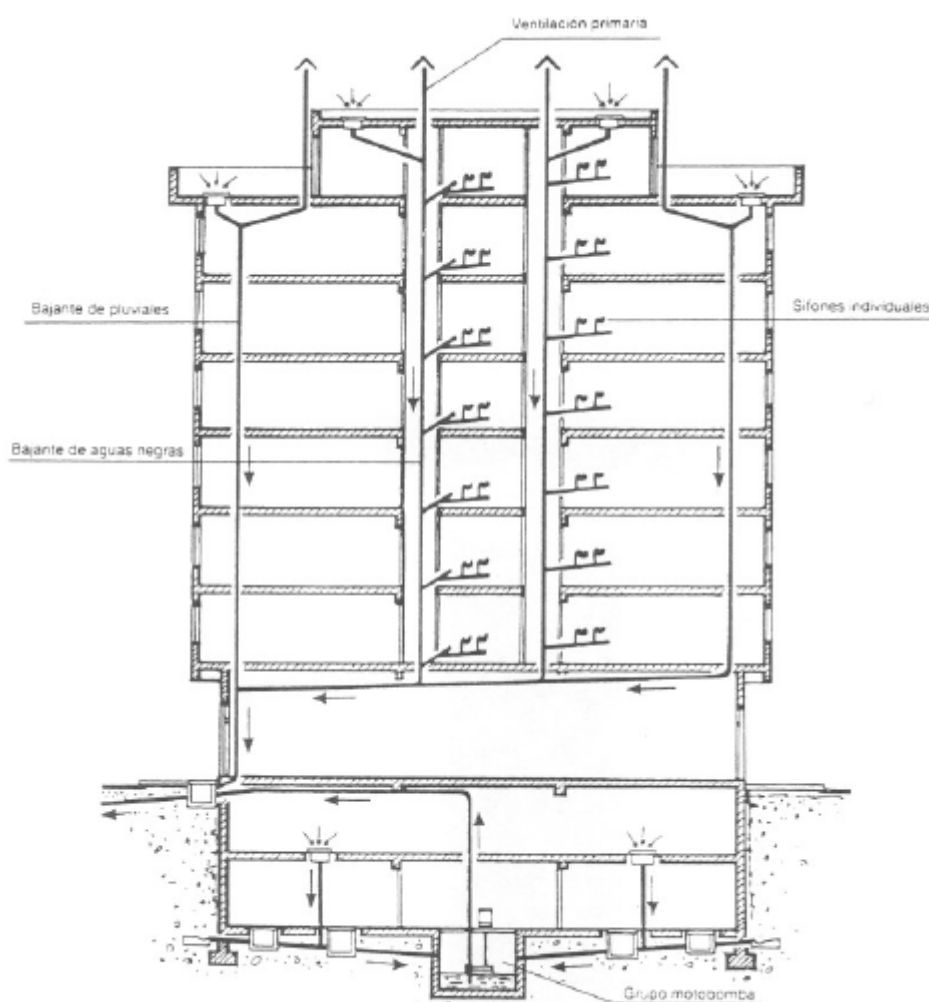 Ventilación primaria
Bajante de pluviales
Sifones individuales
Bajante de aguas negras
Grupo motobomba